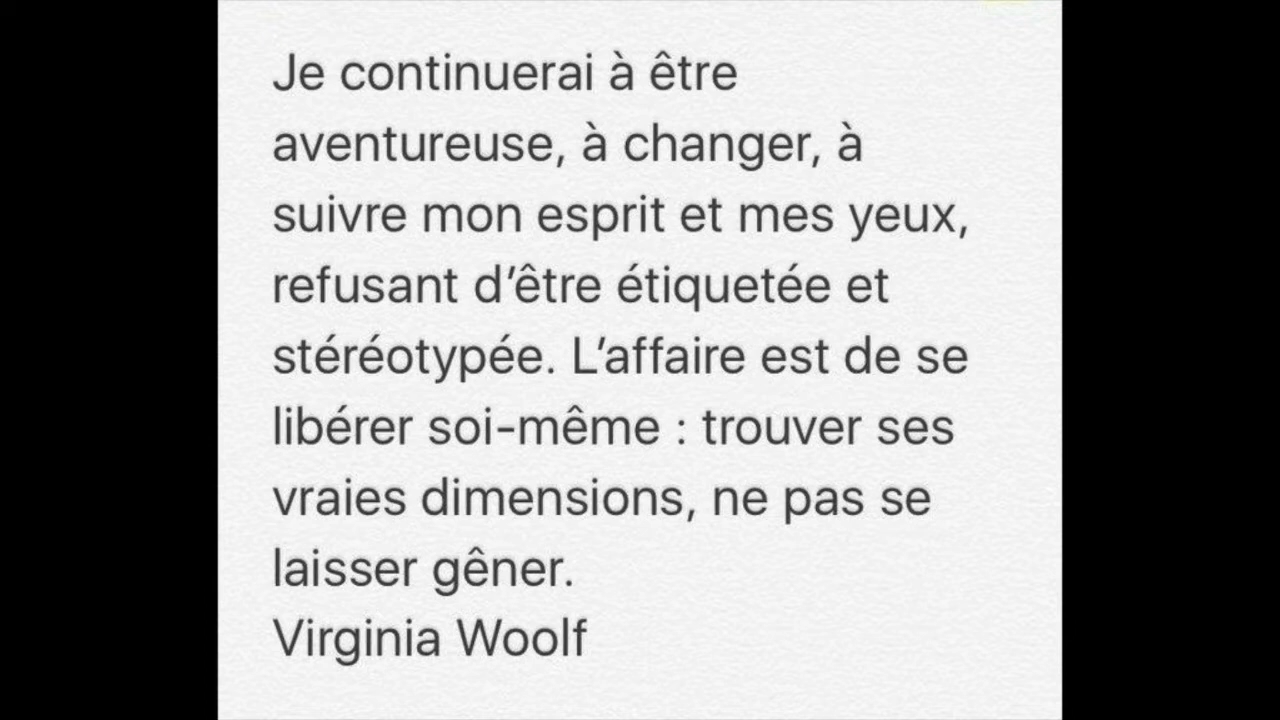 Je continuerai à être
aventureuse, à changer, à
suivre mon esprit et mes yeux,
refusant d’être étiquetée et
stéréotypée. L’affaire est de se
libérer soi-même : trouver ses
vraies dimensions, ne pas se
laisser gêner.
Virginia Woolf